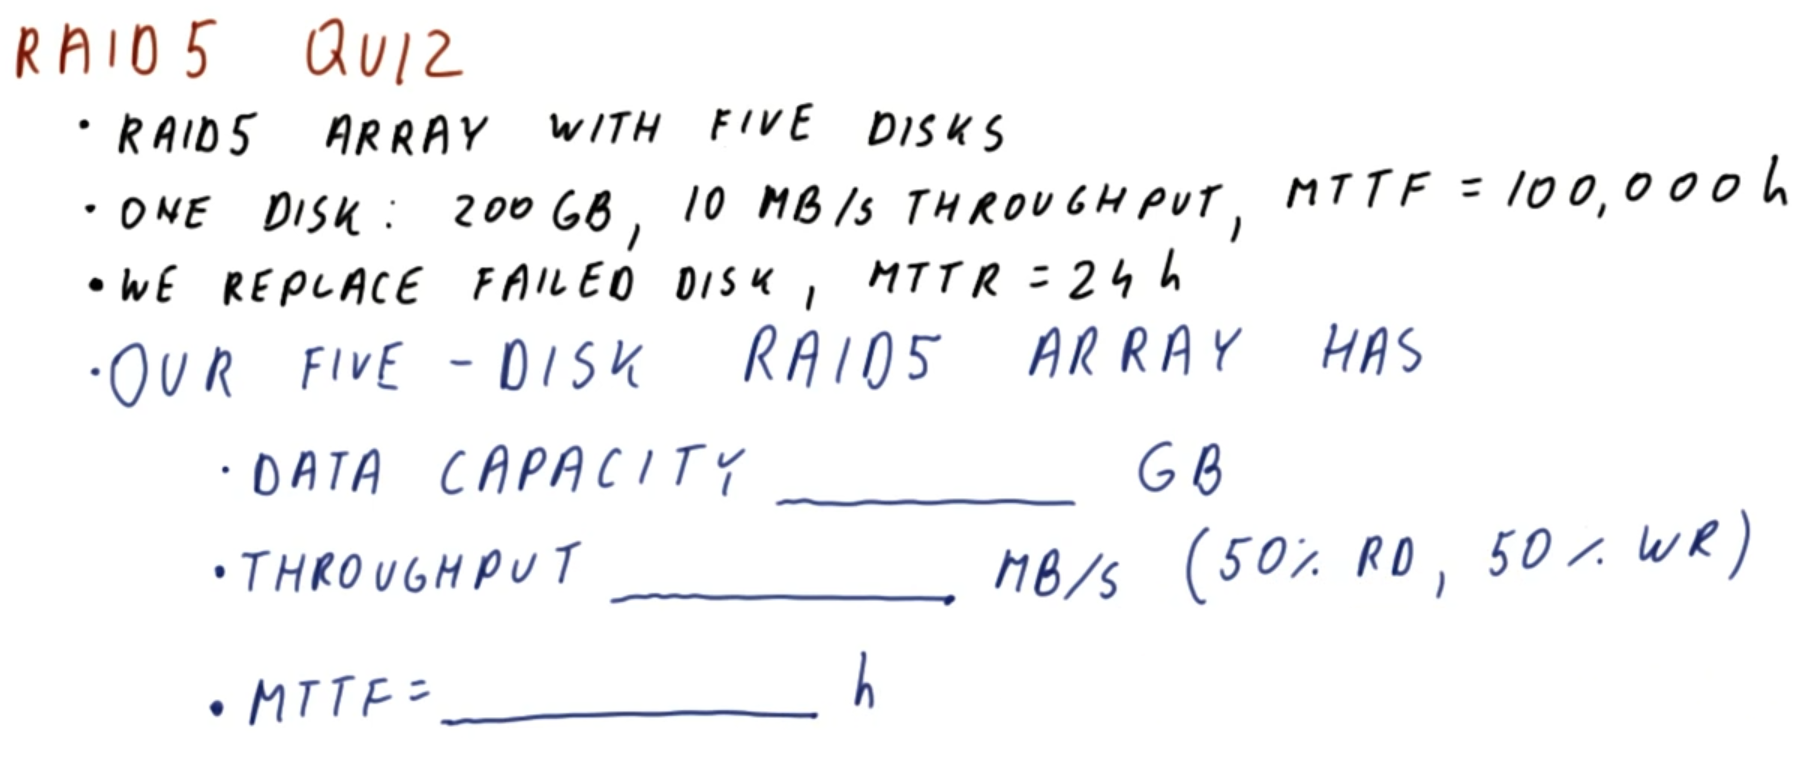 RAID5 QUIZ
• RAID5 ARRAY WITH FIVE DISKS
• ONE DISK: 200 GB, 10 MB/s THROUGHPUT, MTTF = 100,000 h
• WE REPLACE FAILED DISK, MTTR = 24 h
• OUR FIVE-DISK RAID5 ARRAY HAS
• DATA CAPACITY ______ GB
• THROUGHPUT ______ MB/s (50% RD, 50% WR)
• MTTF = ______ h